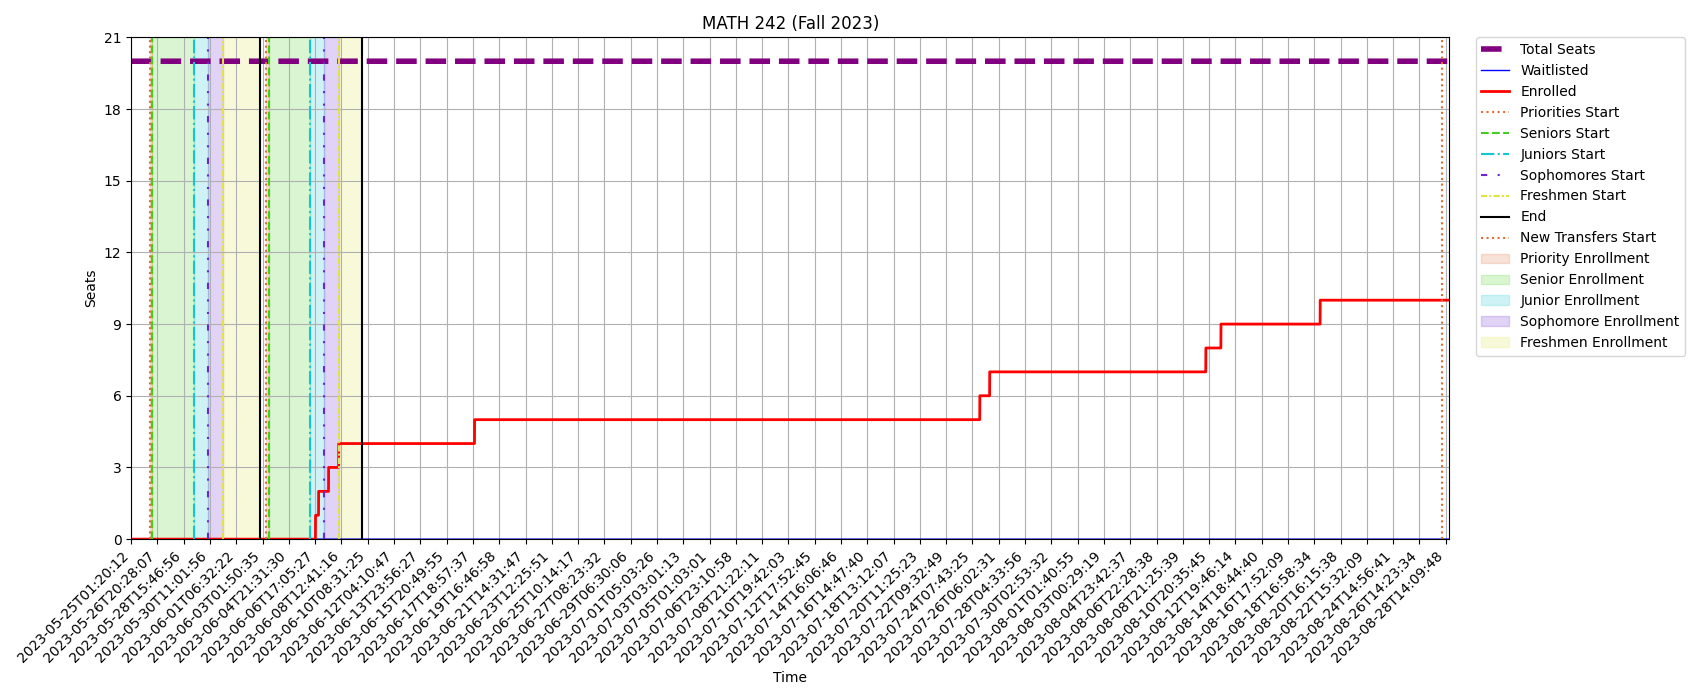 MATH 242 (Fall 2023)
21
18
15
12
9
6
3
0
Seats
2023-05-25T01:20:12
2023-05-26T20:28:07
2023-05-28T15:46:56
2023-05-30T11:01:56
2023-06-01T06:32:22
2023-06-03T01:50:35
2023-06-04T21:31:30
2023-06-06T17:05:27
2023-06-08T12:41:16
2023-06-10T08:31:25
2023-06-12T04:10:47
2023-06-13T23:56:27
2023-06-15T20:49:55
2023-06-17T18:57:37
2023-06-19T16:46:58
2023-06-21T14:31:47
2023-06-23T12:25:51
2023-06-25T10:14:17
2023-06-27T08:23:32
2023-06-29T06:30:06
2023-07-01T05:03:26
2023-07-03T03:01:13
2023-07-05T01:03:01
2023-07-06T23:10:58
2023-07-08T21:22:11
2023-07-10T19:42:03
2023-07-12T17:52:45
2023-07-14T16:06:46
2023-07-16T14:47:40
2023-07-18T13:12:07
2023-07-20T11:25:23
2023-07-22T09:32:49
2023-07-24T07:43:25
2023-07-26T06:02:31
2023-07-28T04:33:56
2023-07-30T02:53:32
2023-08-01T01:40:55
2023-08-03T00:29:19
2023-08-04T23:42:37
2023-08-06T22:28:38
2023-08-08T21:25:39
2023-08-10T20:35:45
2023-08-12T19:46:14
2023-08-14T18:44:40
2023-08-16T17:52:09
2023-08-18T16:58:34
2023-08-20T16:15:38
2023-08-22T15:32:09
2023-08-24T14:56:41
2023-08-26T14:23:34
2023-08-28T14:09:48
Time
Total Seats
Waitlisted
Enrolled
Priorities Start
Seniors Start
Juniors Start
Sophomores Start
Freshmen Start
End
New Transfers Start
Priority Enrollment
Senior Enrollment
Junior Enrollment
Sophomore Enrollment
Freshmen Enrollment